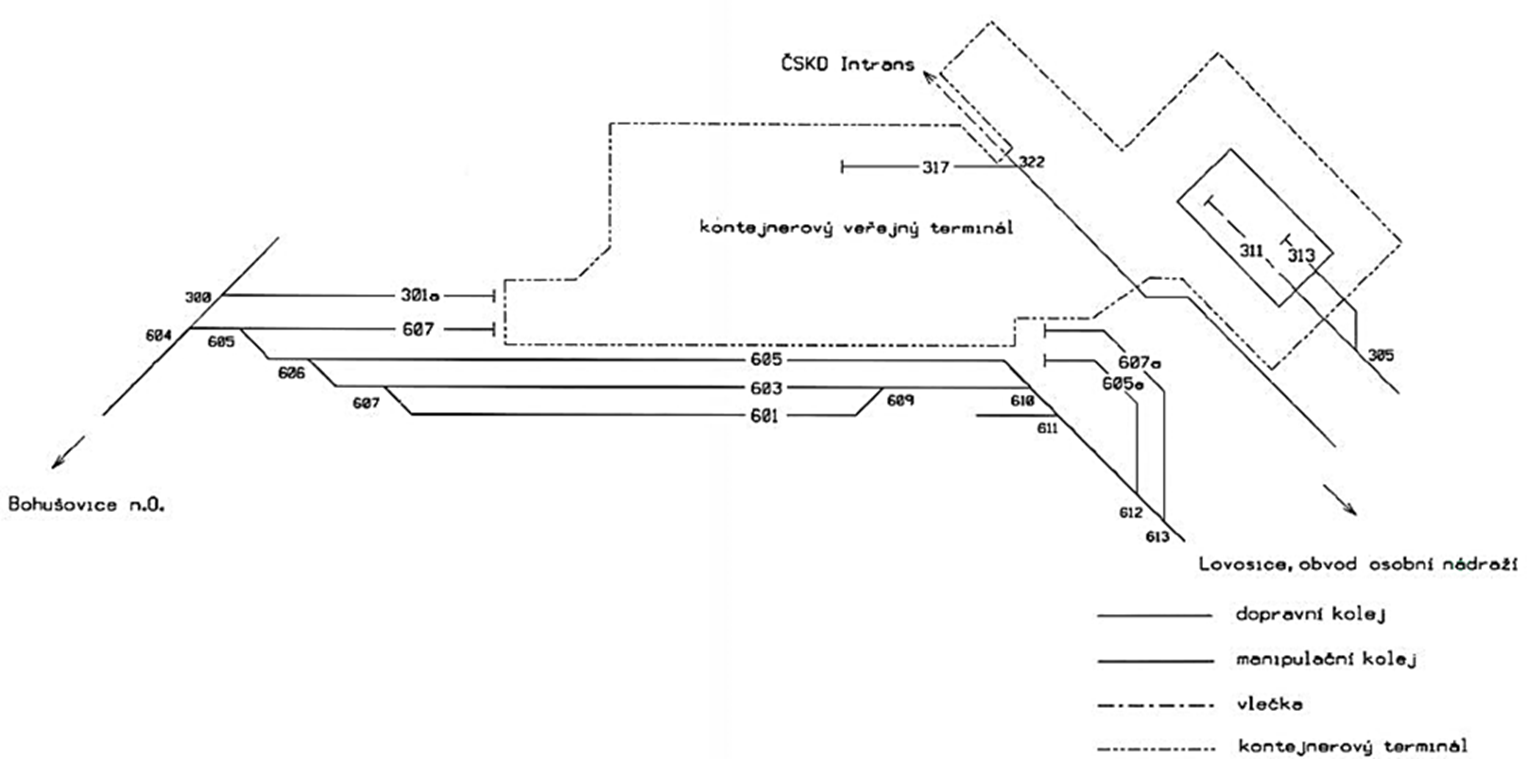 ČSKD Intrans
317
322
kontejnerový veřejný terminál
311
313
300
301a
604
605
607
605
607a
305
606
603
605a
607
601
609
610
611
Bohušovice n.O.
612
613
Lovosice, obvod osobní nádraží
dopravní kolej
manipulační kolej
vlečka
kontejnerový terminál